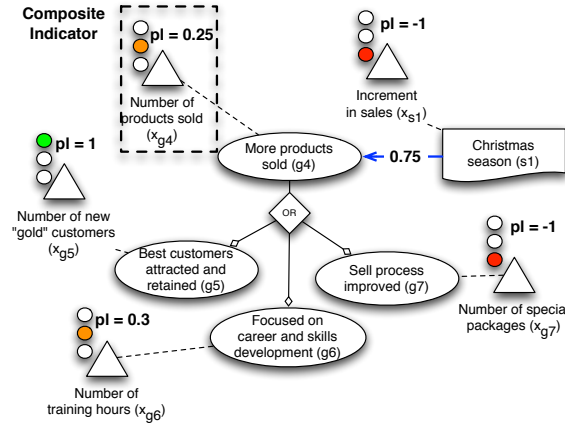 Composite
Indicator
pl = 0.25
pl = -1
Number of
products sold
(xg4)
Increment
in sales (xs1)
pl = 1
More products
sold (g4)
0.75
Christmas
season (s1)
OR
Number of new
"gold" customers
(xg5)
pl = -1
Best customers
attracted and
retained (g5)
Sell process
improved (g7)
Number of special
packages (xg7)
pl = 0.3
Focused on
career and skills
development (g6)
Number of
training hours (xg6)